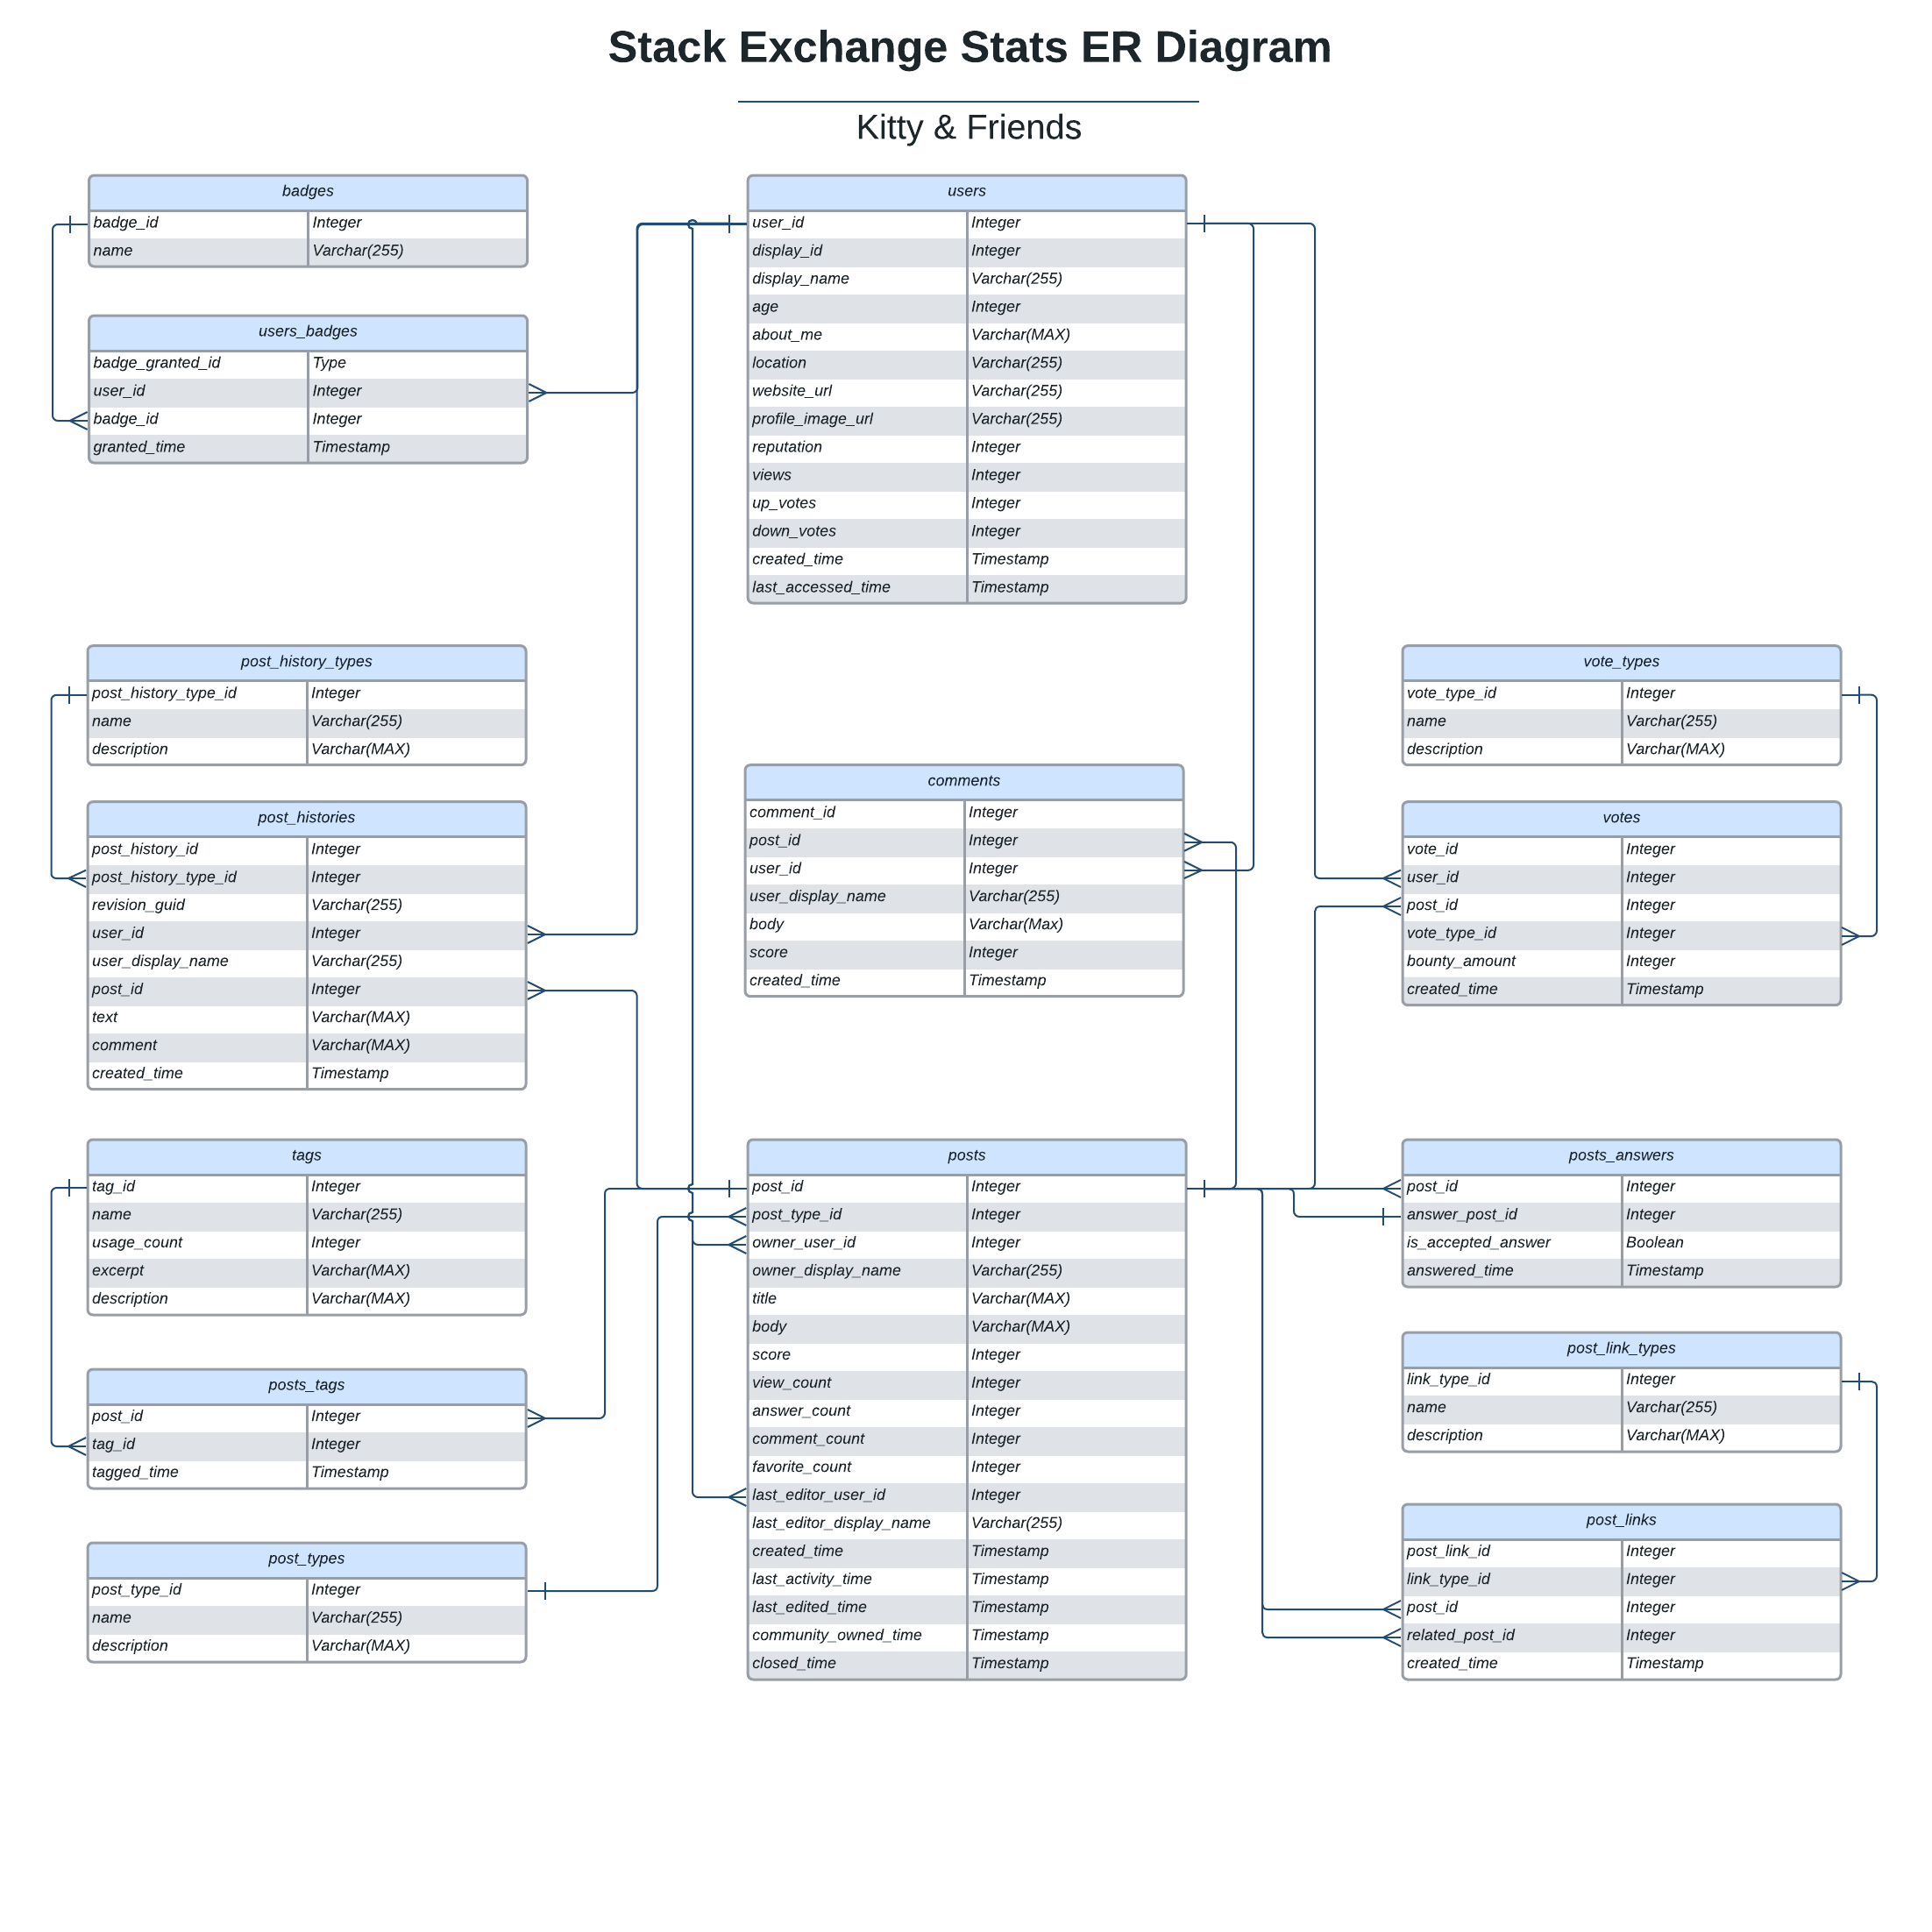 Stack Exchange Stats ER Diagram
Kitty & Friends
badges
badge_id Integer
name Varchar(255)
users_badges
badge_granted_id Type
user_id Integer
badge_id Integer
granted_time Timestamp
users
user_id Integer
display_id Integer
display_name Varchar(255)
age Integer
about_me Varchar(MAX)
location Varchar(255)
website_url Varchar(255)
profile_image_url Varchar(255)
reputation Integer
views Integer
up_votes Integer
down_votes Integer
created_time Timestamp
last_accessed_time Timestamp
post_history_types
post_history_type_id Integer
name Varchar(255)
description Varchar(MAX)
post_histories
post_history_id Integer
post_history_type_id Integer
revision_guid Varchar(255)
user_id Integer
user_display_name Varchar(255)
post_id Integer
text Varchar(MAX)
comment Varchar(MAX)
created_time Timestamp
comments
comment_id Integer
post_id Integer
user_id Integer
user_display_name Varchar(255)
body Varchar(Max)
score Integer
created_time Timestamp
vote_types
vote_type_id Integer
name Varchar(255)
description Varchar(MAX)
votes
vote_id Integer
user_id Integer
post_id Integer
vote_type_id Integer
bounty_amount Integer
created_time Timestamp
tags
tag_id Integer
name Varchar(255)
usage_count Integer
excerpt Varchar(MAX)
description Varchar(MAX)
posts_tags
post_id Integer
tag_id Integer
tagged_time Timestamp
post_types
post_type_id Integer
name Varchar(255)
description Varchar(MAX)
posts
post_id Integer
post_type_id Integer
owner_user_id Integer
owner_display_name Varchar(255)
title Varchar(MAX)
body Varchar(MAX)
score Integer
view_count Integer
answer_count Integer
comment_count Integer
favorite_count Integer
last_editor_user_id Integer
last_editor_display_name Varchar(255)
created_time Timestamp
last_activity_time Timestamp
last_edited_time Timestamp
community_owned_time Timestamp
closed_time Timestamp
posts_answers
post_id Integer
answer_post_id Integer
is_accepted_answer Boolean
answered_time Timestamp
post_link_types
link_type_id Integer
name Varchar(255)
description Varchar(MAX)
post_links
post_link_id Integer
link_type_id Integer
post_id Integer
related_post_id Integer
created_time Timestamp